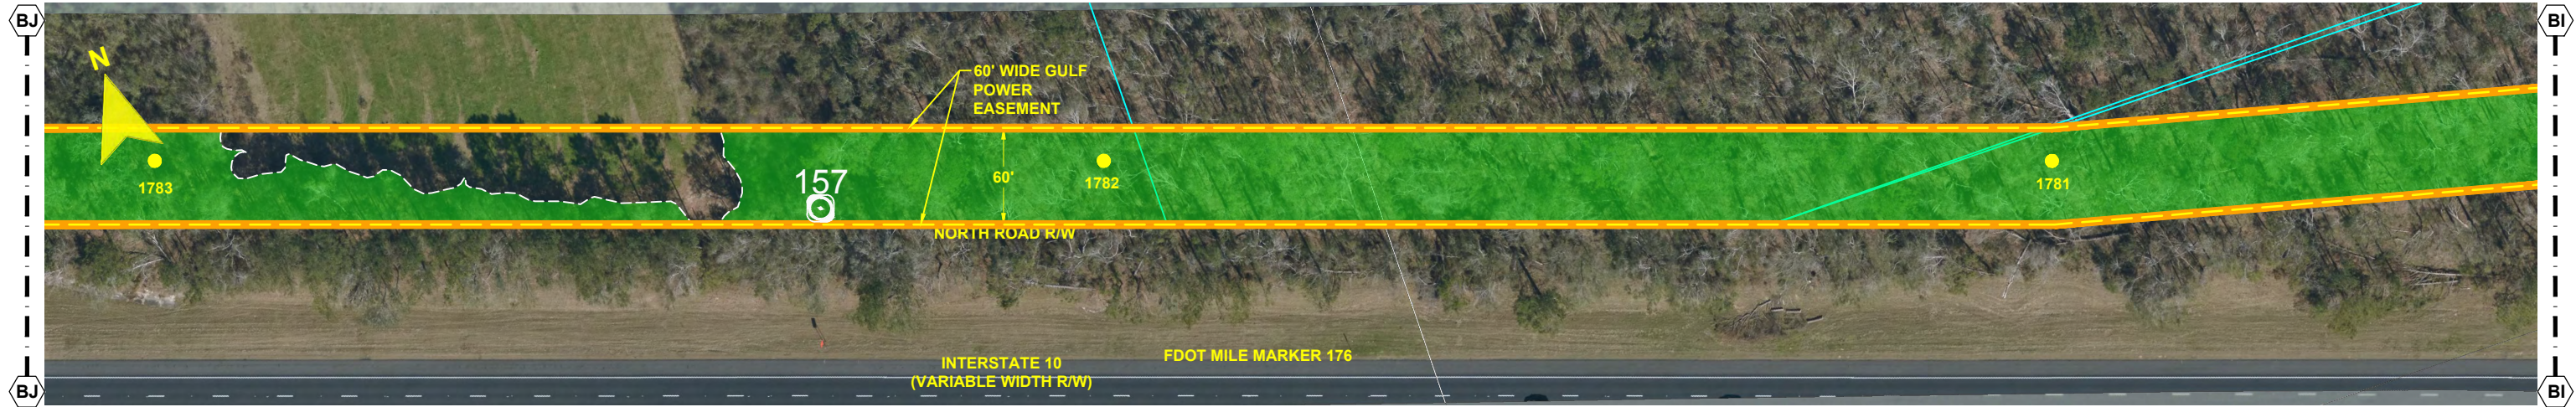 BJ
BI
N
60' WIDE GULF
POWER
EASEMENT
1783
157
60'
1782
1781
NORTH ROAD R/W
INTERSTATE 10
(VARIABLE WIDTH R/W)
FDOT MILE MARKER 176
BJ
BI